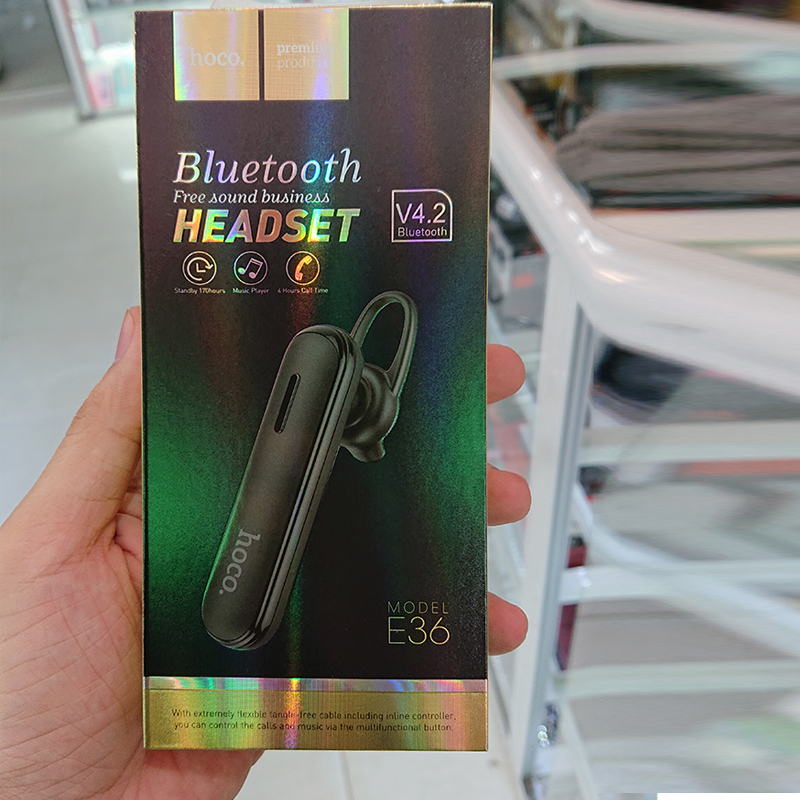 hoco.
premium
product
Bluetooth
Free sound business
HEADSET
V4.2
Bluetooth
Standby 170hours
Music Player
4 Hours Call Time
hoco.
MODEL
E36
With extremely flexible tangle-free cable including inline controller,
you can control the calls and music via the multifunctional button.